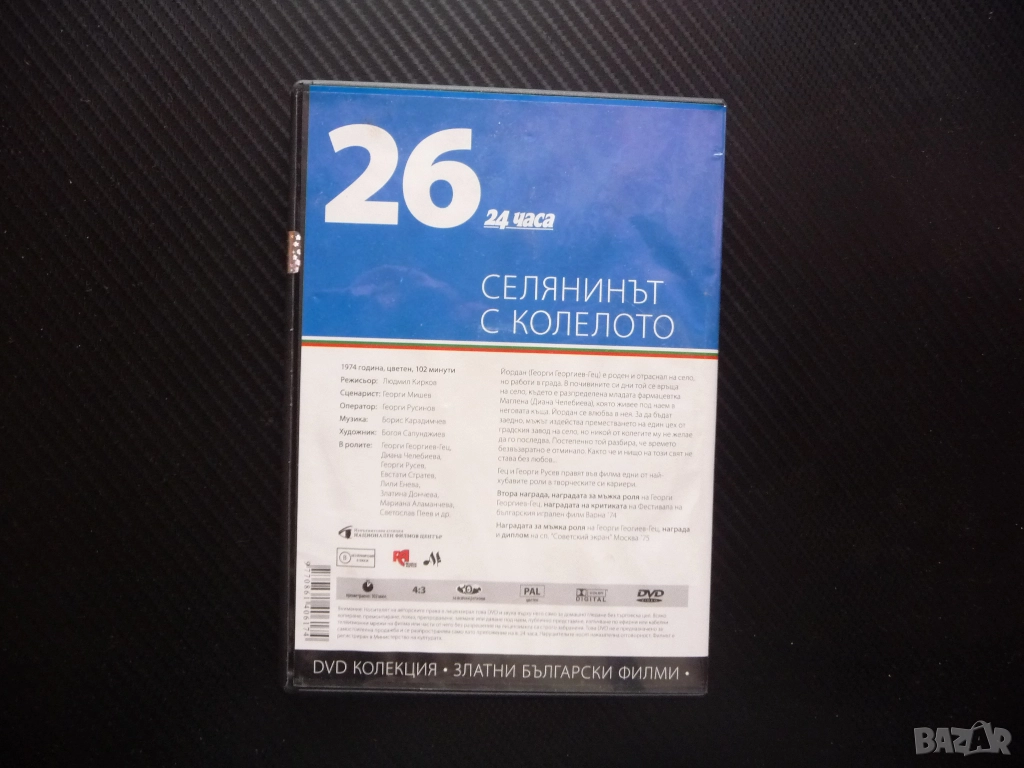 26
24 часа
СЕЛЯНИНЪТ
С КОЛЕЛОТО
1974 година, цветен, 102 минути
Режисьор: Людмил Кирков
Сценарист: Георги Мишев
Оператор: Георги Русинов
Музика: Борис Карадимчев
Художник: Богоя Сапунджиев
В ролите: Георги Георгиев-Гец,
Диана Челебиева,
Георги Русев,
Евстати Стратев,
Лили Енева,
Златина Дончева,
Мариана Аламанчева,
Светослав Пеев и др.
Йордан (Георги Георгиев-Гец) е роден и отраснал на село,
но работи в града. В почивните си дни той се връща
на село, където е разпределена младата фармацевтка
Маглена (Диана Челебиева), която живее под наем в
неговата къща. Йордан се влюбва в нея. За да бъдат
заедно, мъжът издейства преместването на един цех от
градския завод на село, но никой от колегите му не желае
да го последва. Постепенно той разбира, че времето
безвъзвратно е отминало. Както че и нищо на този свят не
става без любов...
Гец и Георги Русев правят във филма едни от най-
хубавите роли в творческите си кариери.
Втора награда, наградата за мъжка роля на Георги
Георгиев-Гец, наградата на критиката на Фестивала на
българския игрален филм Варна '74
Наградата за мъжка роля на Георги Георгиев-Гец, награда
и диплом на сп. "Советский экран" Москва '75
НАЦИОНАЛЕН ФИЛМОВ ЦЕНТЪР
4:3
PAL
DIGITAL
DVD
DVD КОЛЕКЦИЯ • ЗЛАТНИ БЪЛГАРСКИ ФИЛМИ •
BAZAR